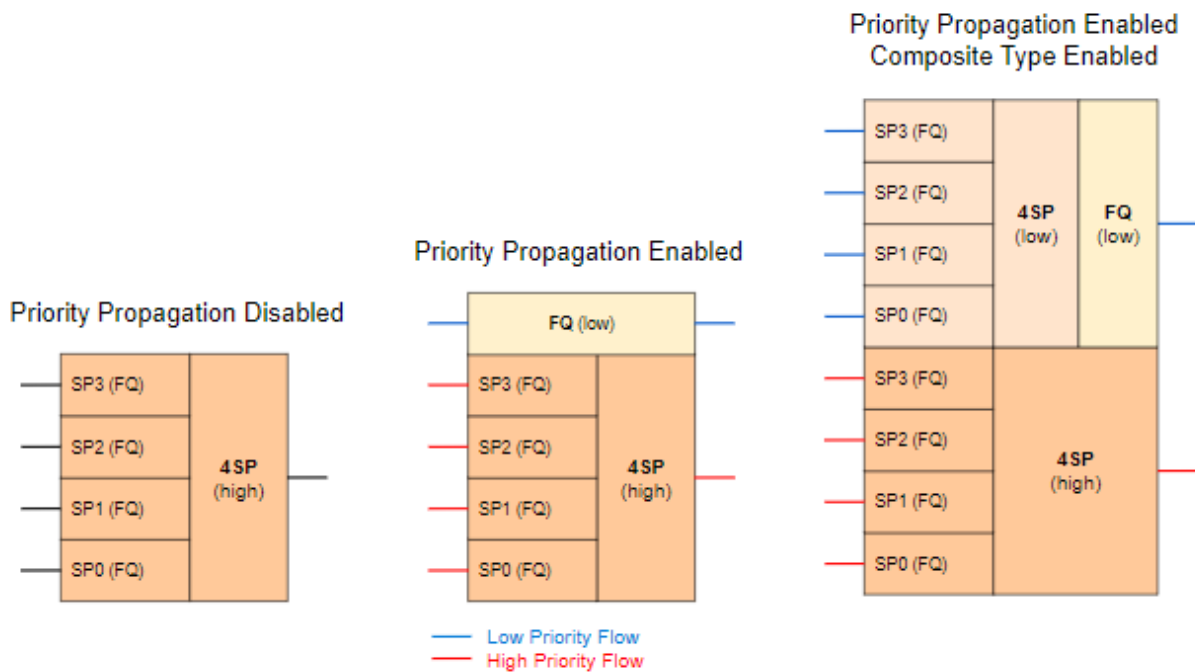 Priority Propagation Disabled
SP3 (FQ)
SP2 (FQ)
SP1 (FQ)
SP0 (FQ)
4SP
(high)
Priority Propagation Enabled
FQ (low)
SP3 (FQ)
SP2 (FQ)
SP1 (FQ)
SP0 (FQ)
4SP
(high)
Low Priority Flow
High Priority Flow
Priority Propagation Enabled
Composite Type Enabled
SP3 (FQ)
SP2 (FQ)
SP1 (FQ)
SP0 (FQ)
4SP
(low)
FQ
(low)
SP3 (FQ)
SP2 (FQ)
SP1 (FQ)
SP0 (FQ)
4SP
(high)